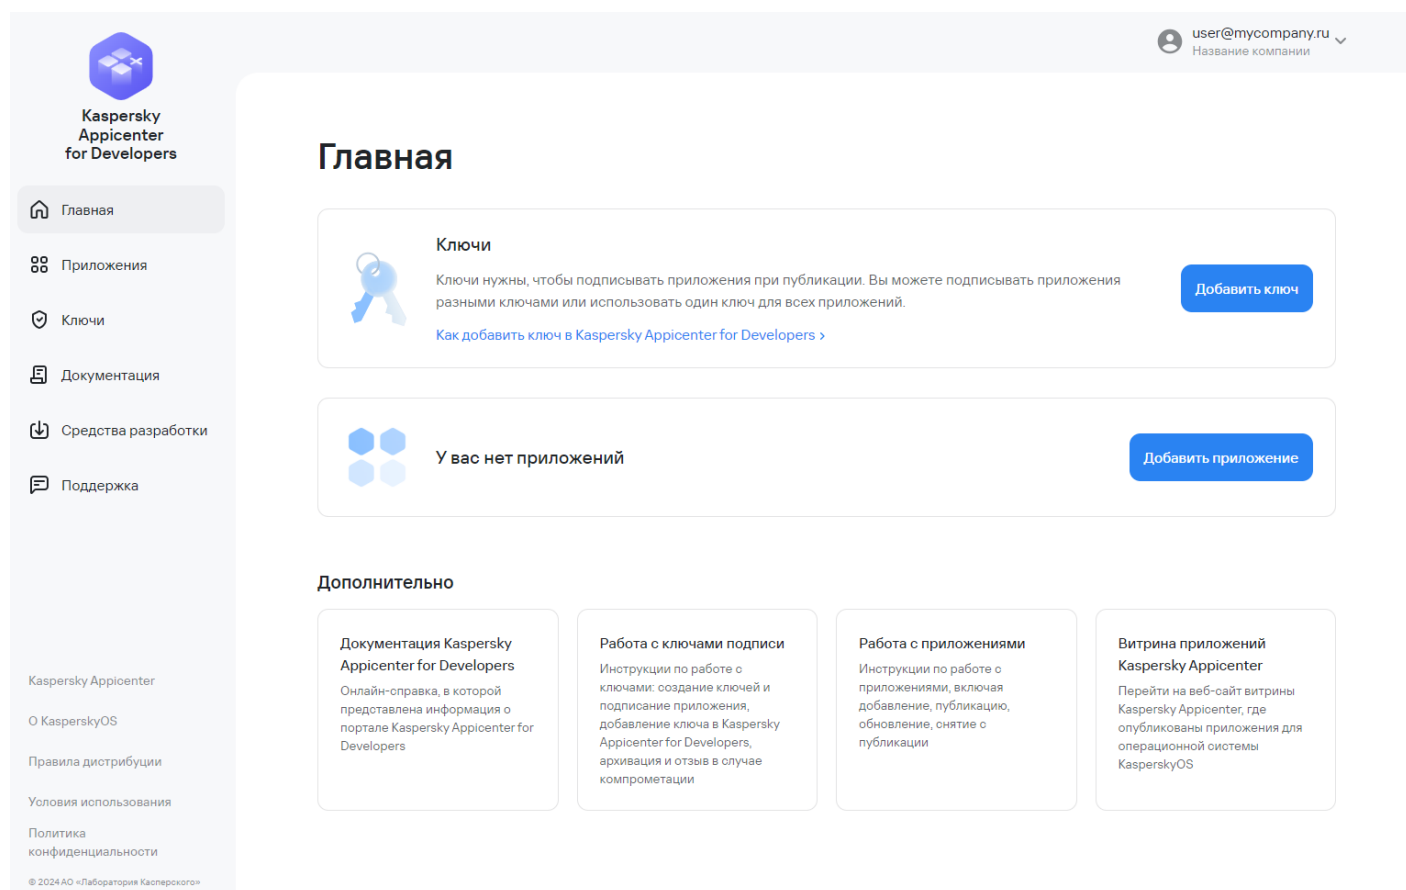 user@mycompany.ru
Название компании
Kaspersky
Appicenter
for Developers
Главная
Приложения
Ключи
Документация
Средства разработки
Поддержка
Kaspersky Appicenter
О KasperskyOS
Правила дистрибуции
Условия использования
Политика
конфиденциальности
© 2024 АО «Лаборатория Касперского»
Главная
Ключи
Ключи нужны, чтобы подписывать приложения при публикации. Вы можете подписывать приложения
разными ключами или использовать один ключ для всех приложений.
Как добавить ключ в Kaspersky Appicenter for Developers ›
Добавить ключ
У вас нет приложений
Добавить приложение
Дополнительно
Документация Kaspersky
Appicenter for Developers
Онлайн-справка, в которой
представлена информация о
портале Kaspersky Appicenter for
Developers
Работа с ключами подписи
Инструкции по работе с
ключами: создание ключей и
подписание приложения,
добавление ключа в Kaspersky
Appicenter for Developers,
архивация и отзыв в случае
компрометации
Работа с приложениями
Инструкции по работе с
приложениями, включая
добавление, публикацию,
обновление, снятие с
публикации
Витрина приложений
Kaspersky Appicenter
Перейти на веб-сайт витрины
Kaspersky Appicenter, где
опубликованы приложения для
операционной системы
KasperskyOS